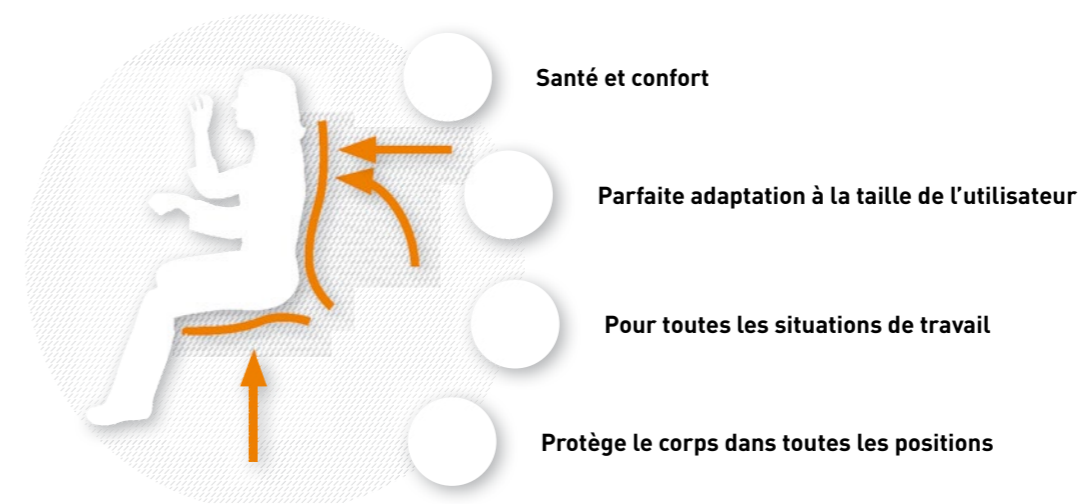 Santé et confort
Parfaite adaptation à la taille de l’utilisateur
Pour toutes les situations de travail
Protège le corps dans toutes les positions